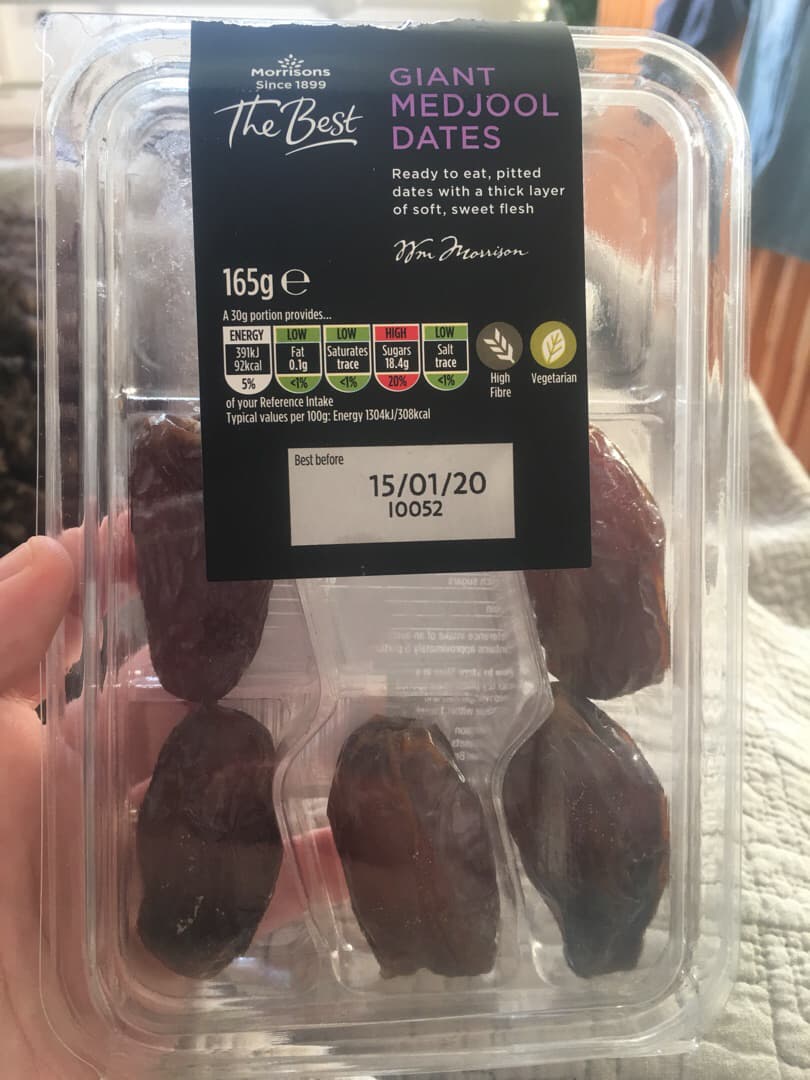 Morrisons
Since 1899
The Best
GIANT
MEDJOOL
DATES
Ready to eat, pitted
dates with a thick layer
of soft, sweet flesh
Wm Morrison
165g e
A 30g portion provides...
ENERGY LOW LOW HIGH LOW
391kJ Fat Saturates Sugars Salt
92kcal 0.1g trace 18.4g trace
5% <1% <1% 20% <1%
High
Fibre
Vegetarian
of your Reference Intake
Typical values per 100g: Energy 1304kJ/308kcal
Best before
15/01/20
10052